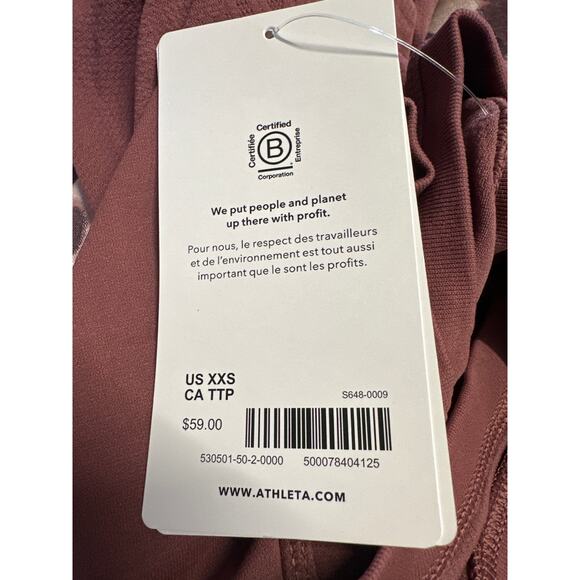 Certified
Certifiée
B
Entreprise
Corporation
We put people and planet
up there with profit.
Pour nous, le respect des travailleurs
et de l'environnement est tout aussi
important que le sont les profits.
US XXS
CA TTP
S648-0009
$59.00
530501-50-2-0000 500078404125
WWW.ATHLETA.COM